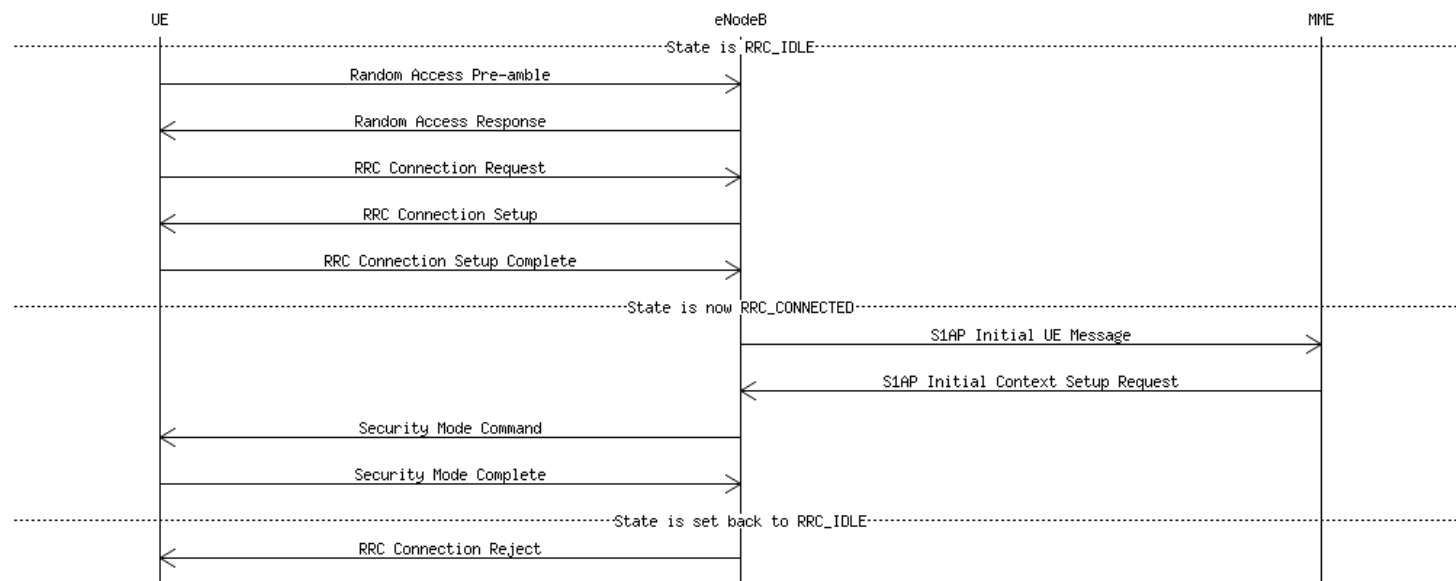 UE eNodeB MME
State is RRC_IDLE
Random Access Pre-amble
Random Access Response
RRC Connection Request
RRC Connection Setup
RRC Connection Setup Complete
State is now RRC_CONNECTED
S1AP Initial UE Message
S1AP Initial Context Setup Request
Security Mode Command
Security Mode Complete
State is set back to RRC_IDLE
RRC Connection Reject